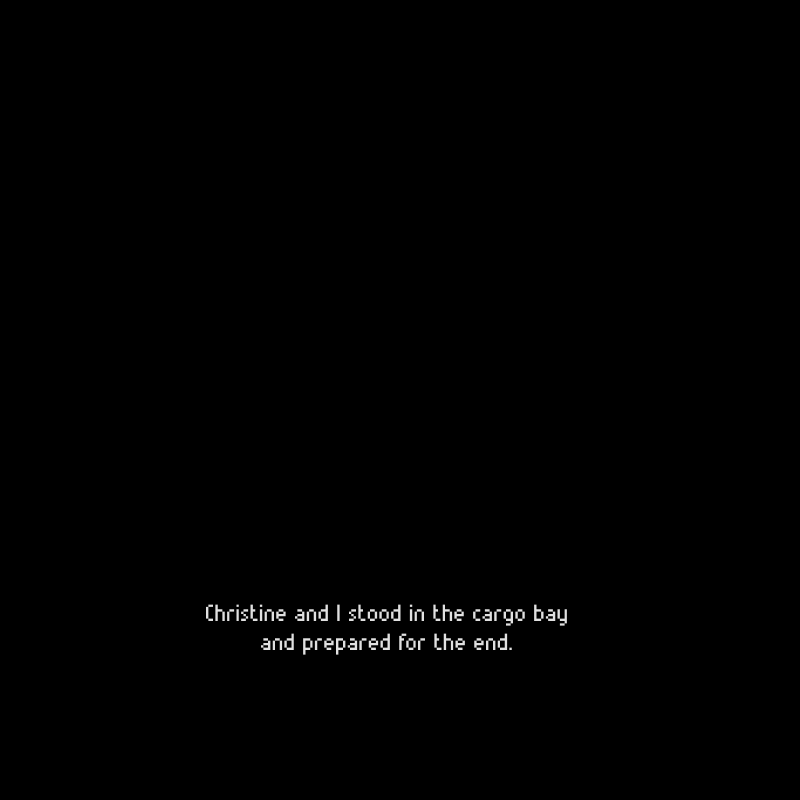 Christine and I stood in the cargo bay
and prepared for the end.